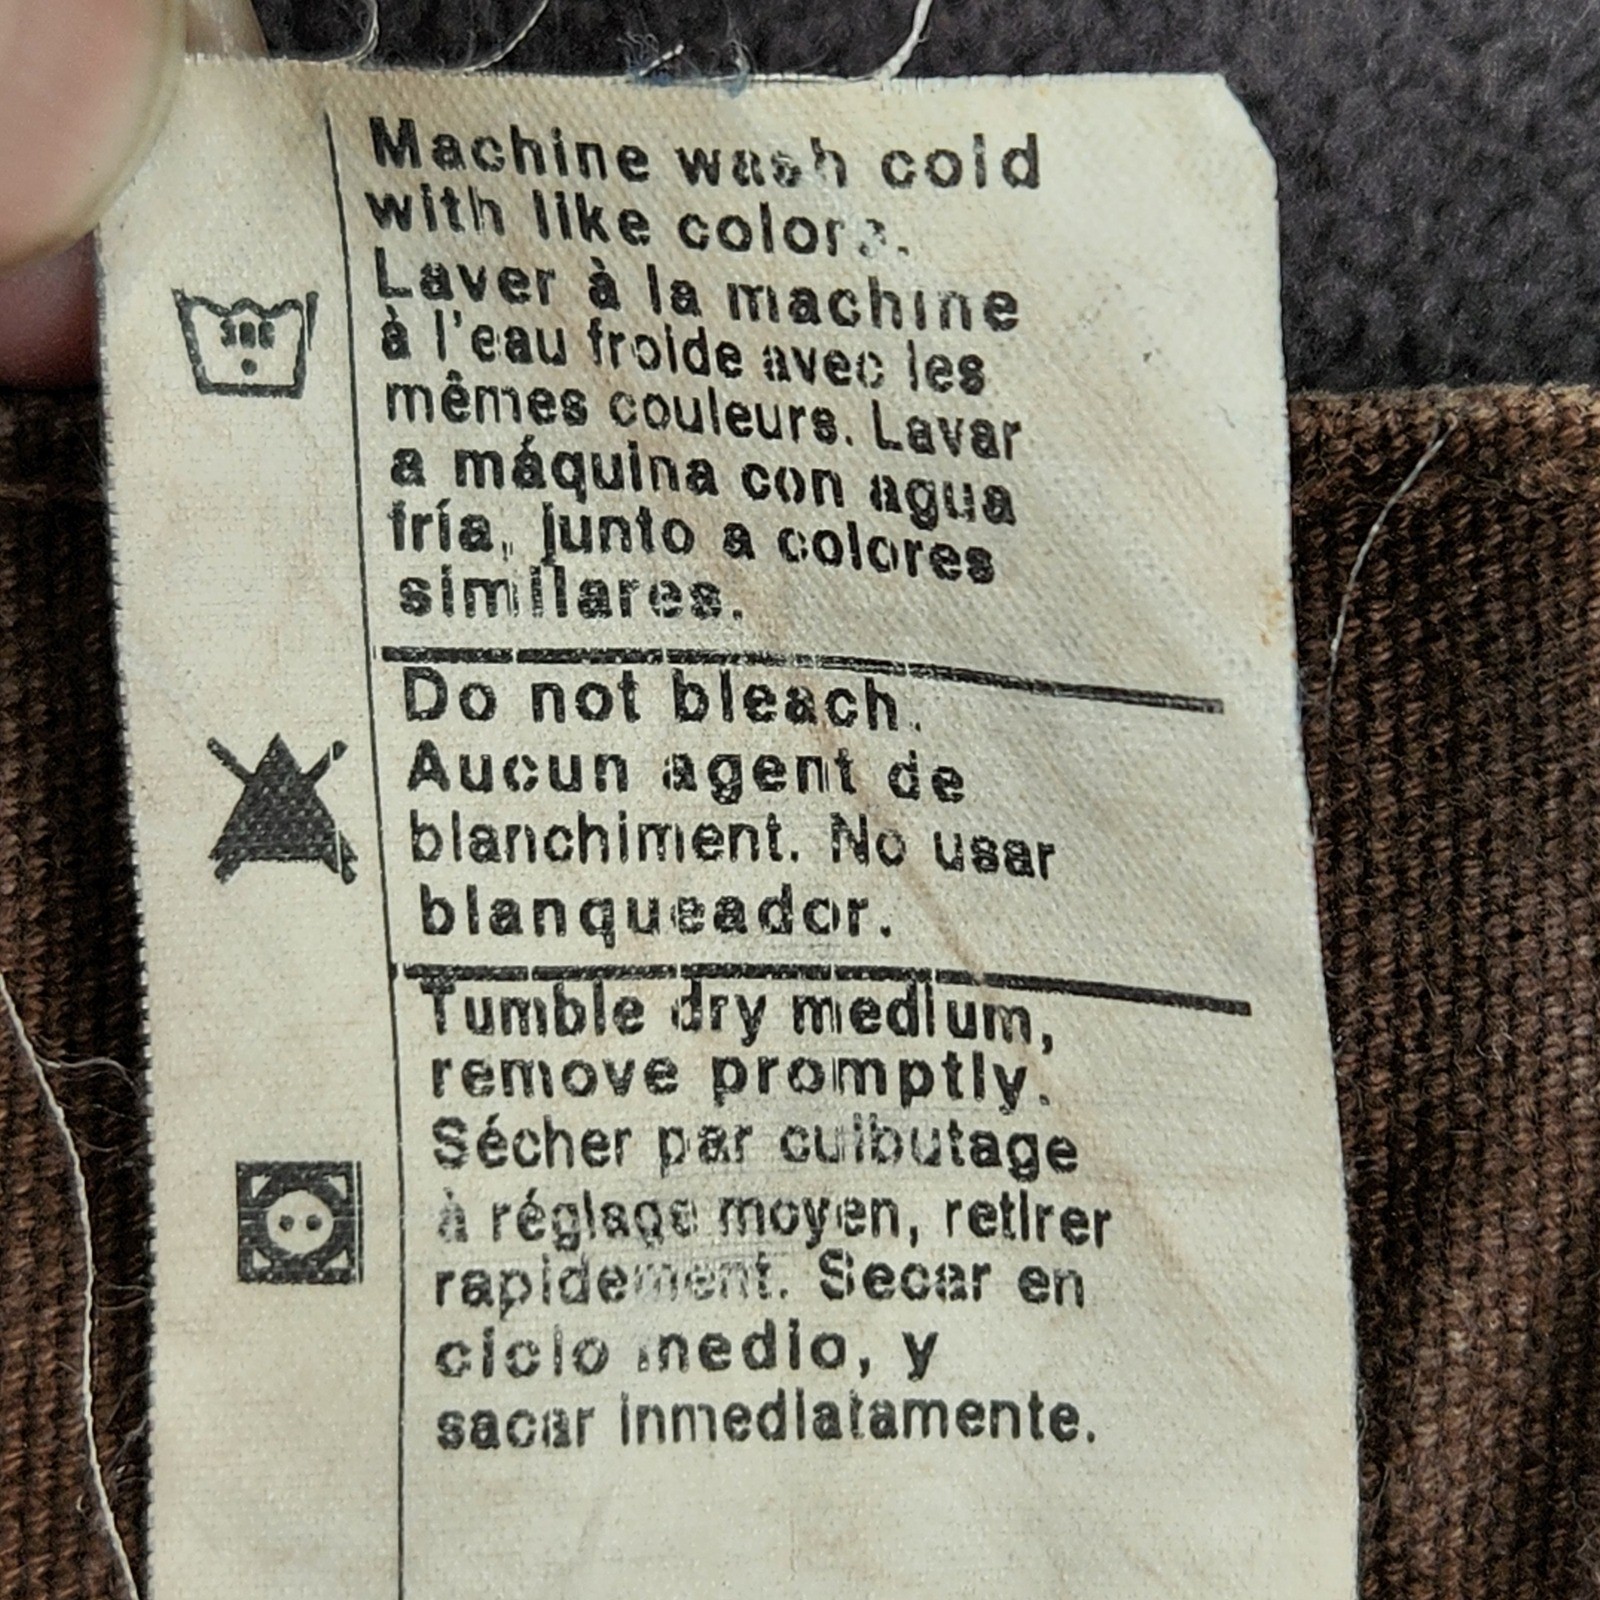 Machine wash cold
with like colors.
Laver à la machine
à l'eau froide avec les
mêmes couleurs. Lavar
a máquina con agua
fría, junto a colores
similares.
Do not bleach.
Aucun agent de
blanchiment. No usar
blanqueador.
Tumble dry medium,
remove promptly.
Sécher par culbutage
à réglage moyen, retirer
rapidement. Secar en
ciclo medio, y
sacar inmediatamente.